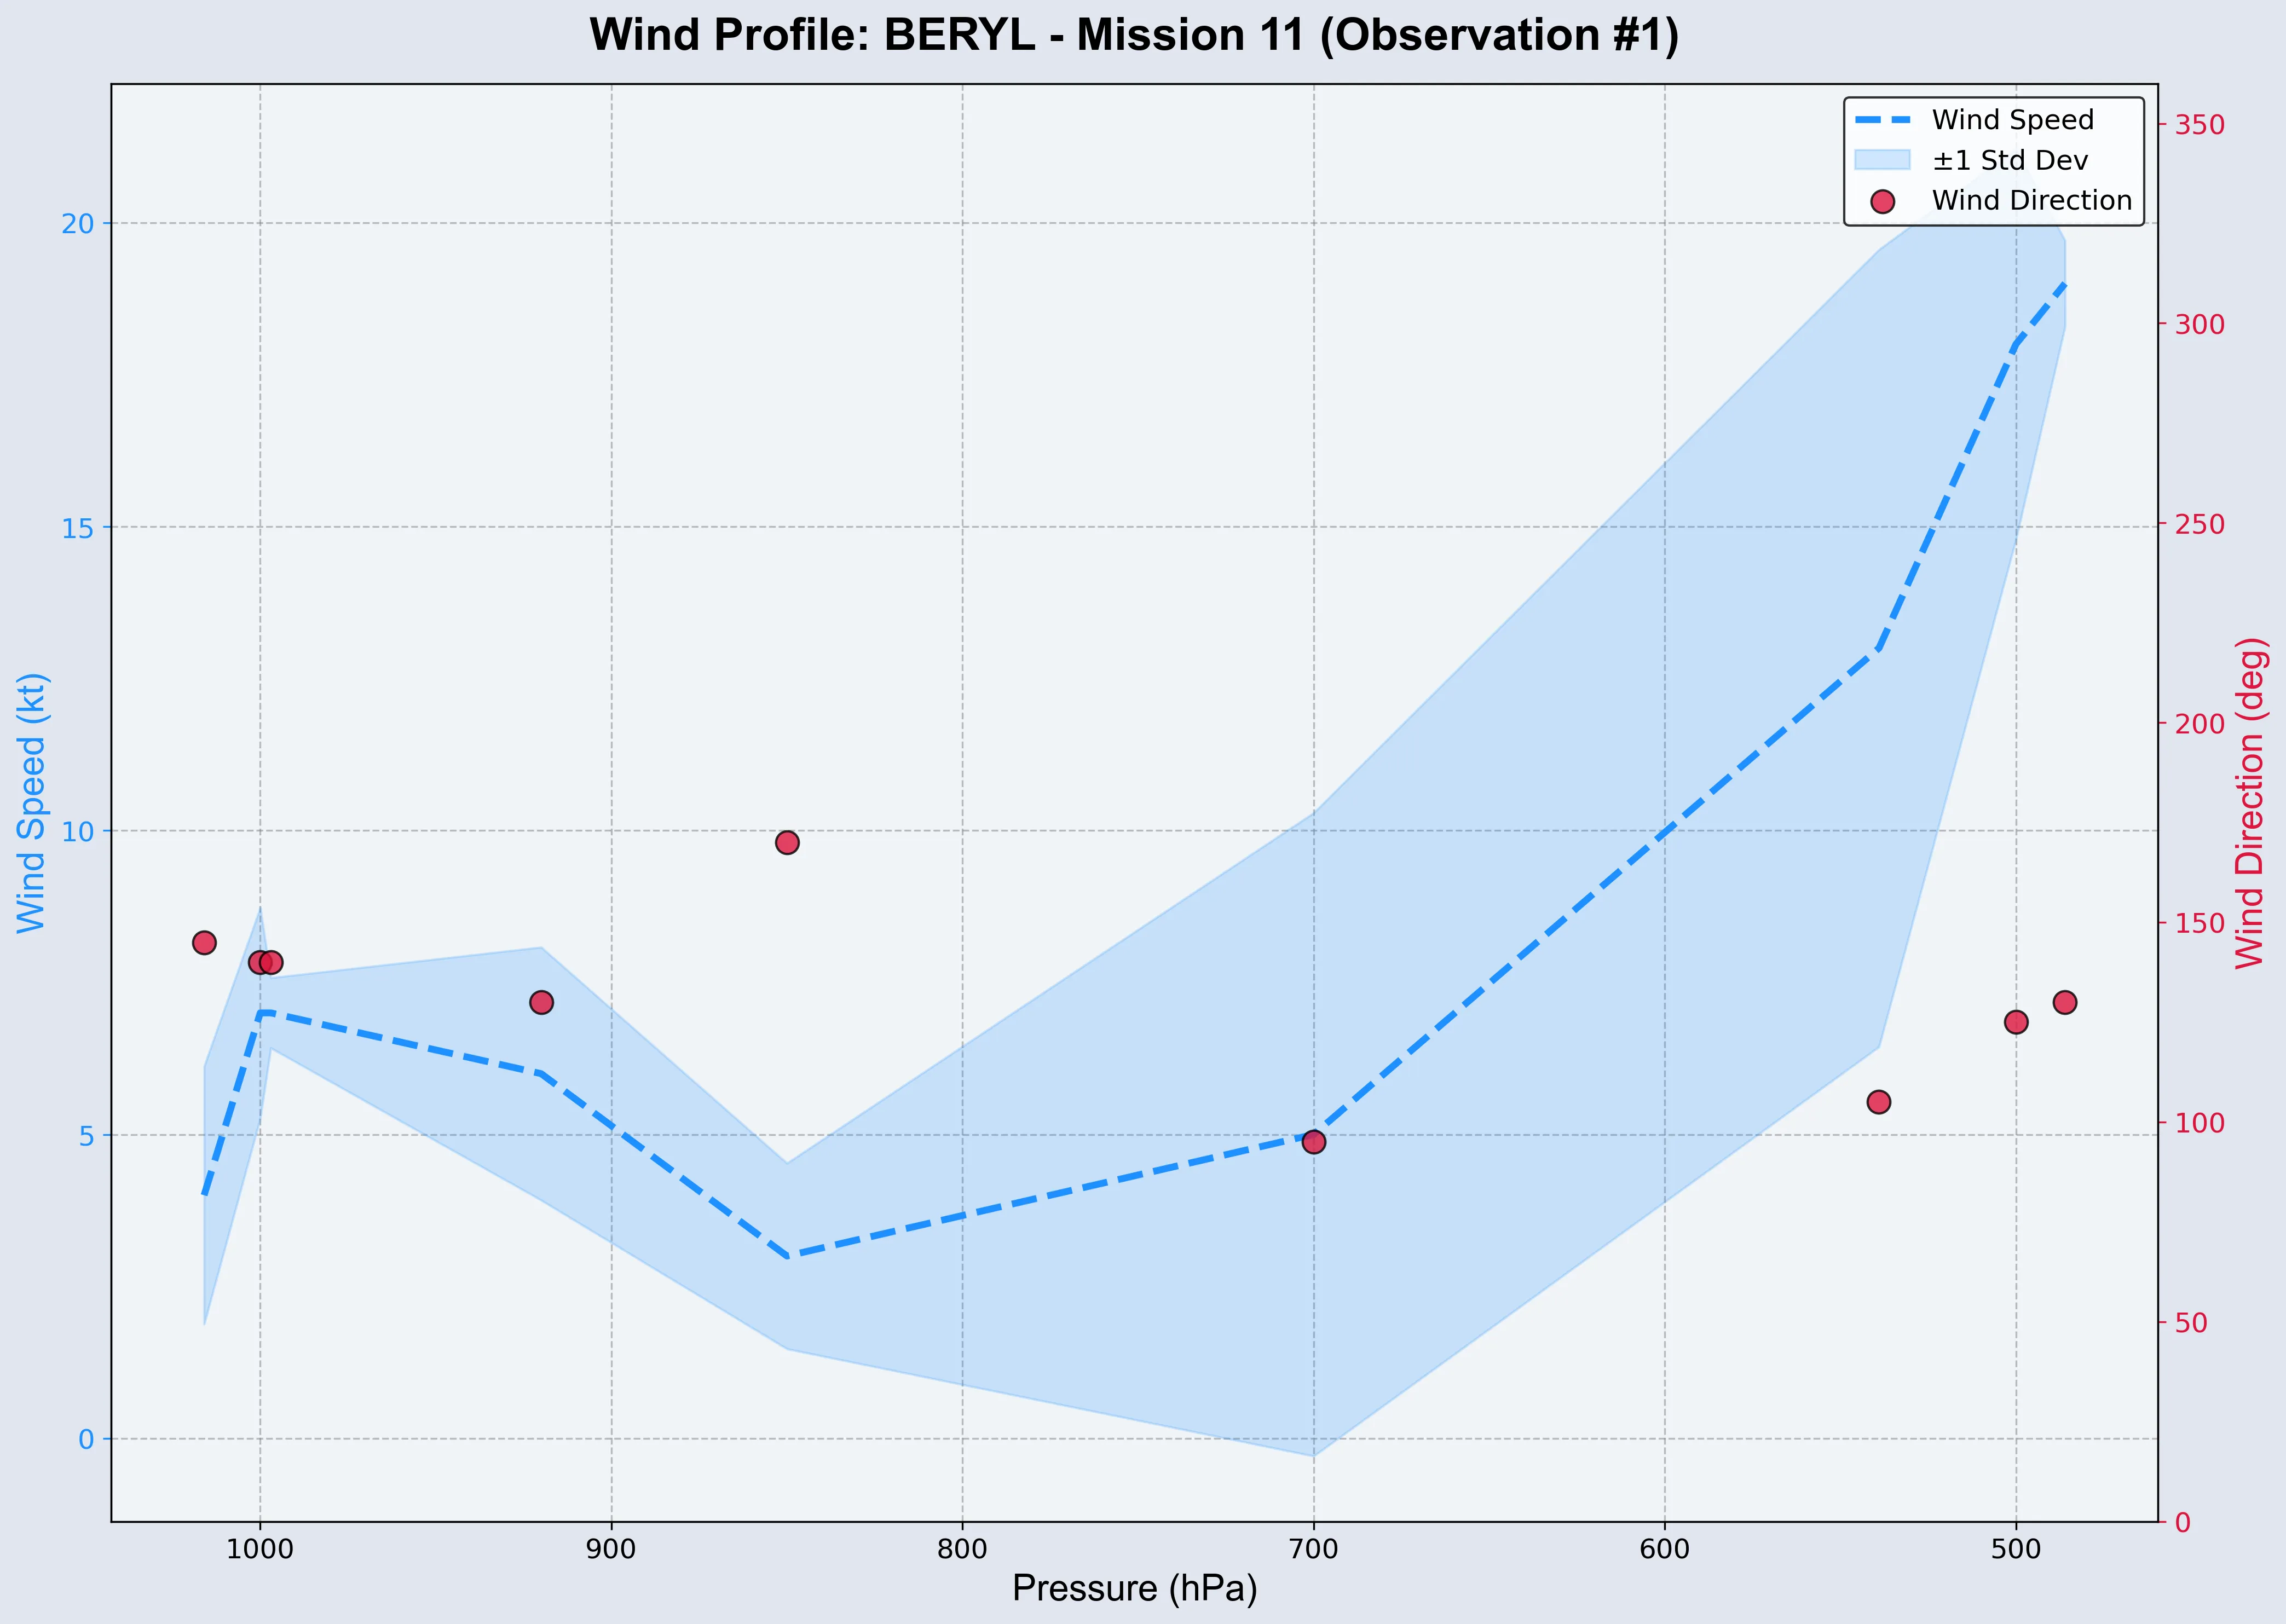 Wind Profile: BERYL - Mission 11 (Observation #1)
Wind Speed
±1 Std Dev
Wind Direction
Wind Speed (kt)
20
15
10
5
0
350
300
250
200
150
100
50
0
Wind Direction (deg)
1000 900 800 700 600 500
Pressure (hPa)